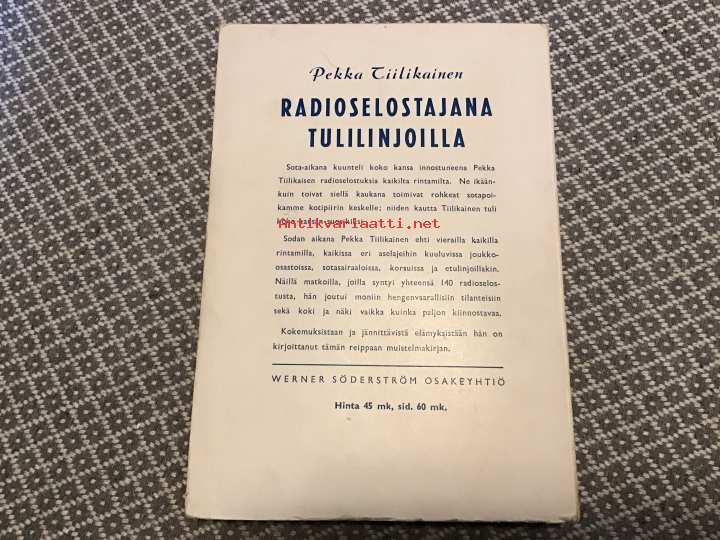 Pekka Tiilikainen
RADIOSELOSTAJANA
TULILINJOILLA
Sota-aikana kuunteli koko kansa innostuneena Pekka
Tiilikaisen radioselostuksia kaikilta rintamilta. Ne ikään-
kuin toivat siellä kaukana toimivat rohkeat sotapoi-
kamme kotipiirin keskelle; niiden kautta Tiilikainen tuli
koko kansan suosikiksi.
Antikvariaatti.net
Sodan aikana Pekka Tiilikainen ehti vierailla kaikilla
rintamilla, kaikissa eri aselajeihin kuuluvissa joukko-
osastoissa, sotasairaaloissa, korsuissa ja etulinjoillakin.
Näillä matkoilla, joilla syntyi yhteensä 140 radioselos-
tusta, hän joutui moniin hengenvaarallisiin tilanteisiin
sekä koki ja näki vaikka kuinka paljon kiinnostavaa.
Kokemuksistaan ja jännittävistä elämyksistään hän on
kirjoittanut tämän reippaan muistelmakirjan.
WERNER SÖDERSTRÖM OSAKEYHTIÖ
Hinta 45 mk, sid. 60 mk.